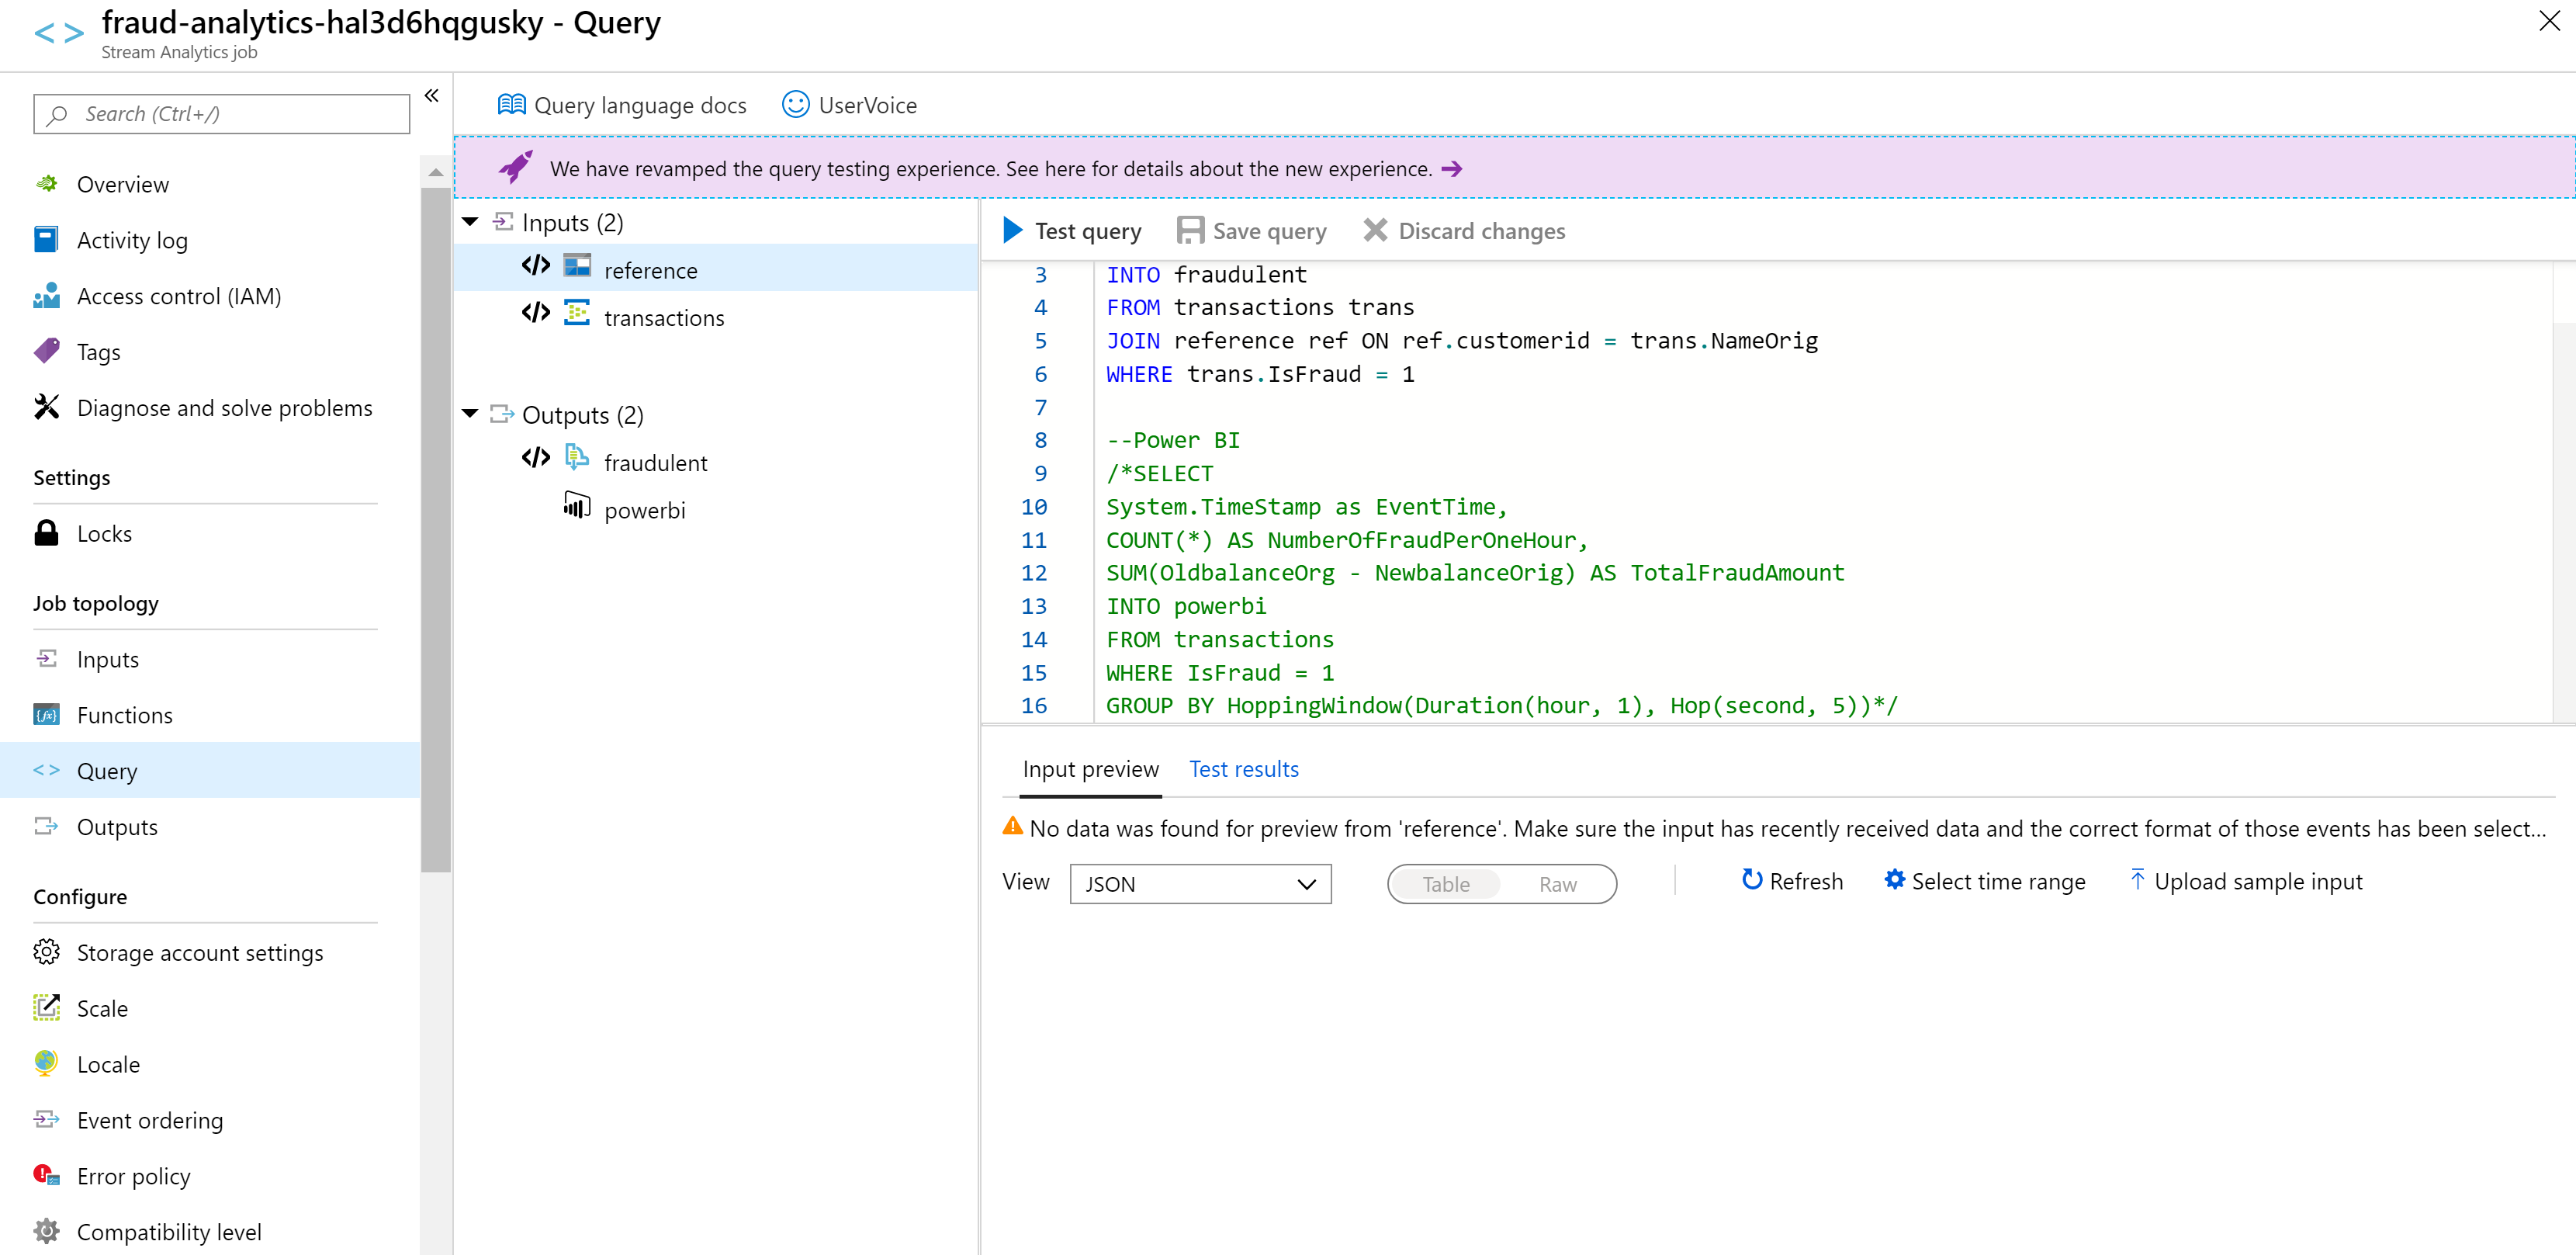 fraud-analytics-hal3d6hqgusky - Query
Stream Analytics job
Search (Ctrl+/)
Overview
Activity log
Access control (IAM)
Tags
Diagnose and solve problems
Settings
Locks
Job topology
Inputs
Functions
Query
Outputs
Configure
Storage account settings
Scale
Locale
Event ordering
Error policy
Compatibility level
Query language docs
UserVoice
We have revamped the query testing experience. See here for details about the new experience.
Inputs (2)
reference
transactions
Outputs (2)
fraudulent
powerbi
Test query
Save query
Discard changes
3 INTO fraudulent
4 FROM transactions trans
5 JOIN reference ref ON ref.customerid = trans.NameOrig
6 WHERE trans.IsFraud = 1
7
8 --Power BI
9 /*SELECT
10 System.TimeStamp as EventTime,
11 COUNT(*) AS NumberOfFraudPerOneHour,
12 SUM(OldbalanceOrg - NewbalanceOrig) AS TotalFraudAmount
13 INTO powerbi
14 FROM transactions
15 WHERE IsFraud = 1
16 GROUP BY HoppingWindow(Duration(hour, 1), Hop(second, 5))*/
Input preview
Test results
No data was found for preview from 'reference'. Make sure the input has recently received data and the correct format of those events has been select...
View
JSON
Table
Raw
Refresh
Select time range
Upload sample input